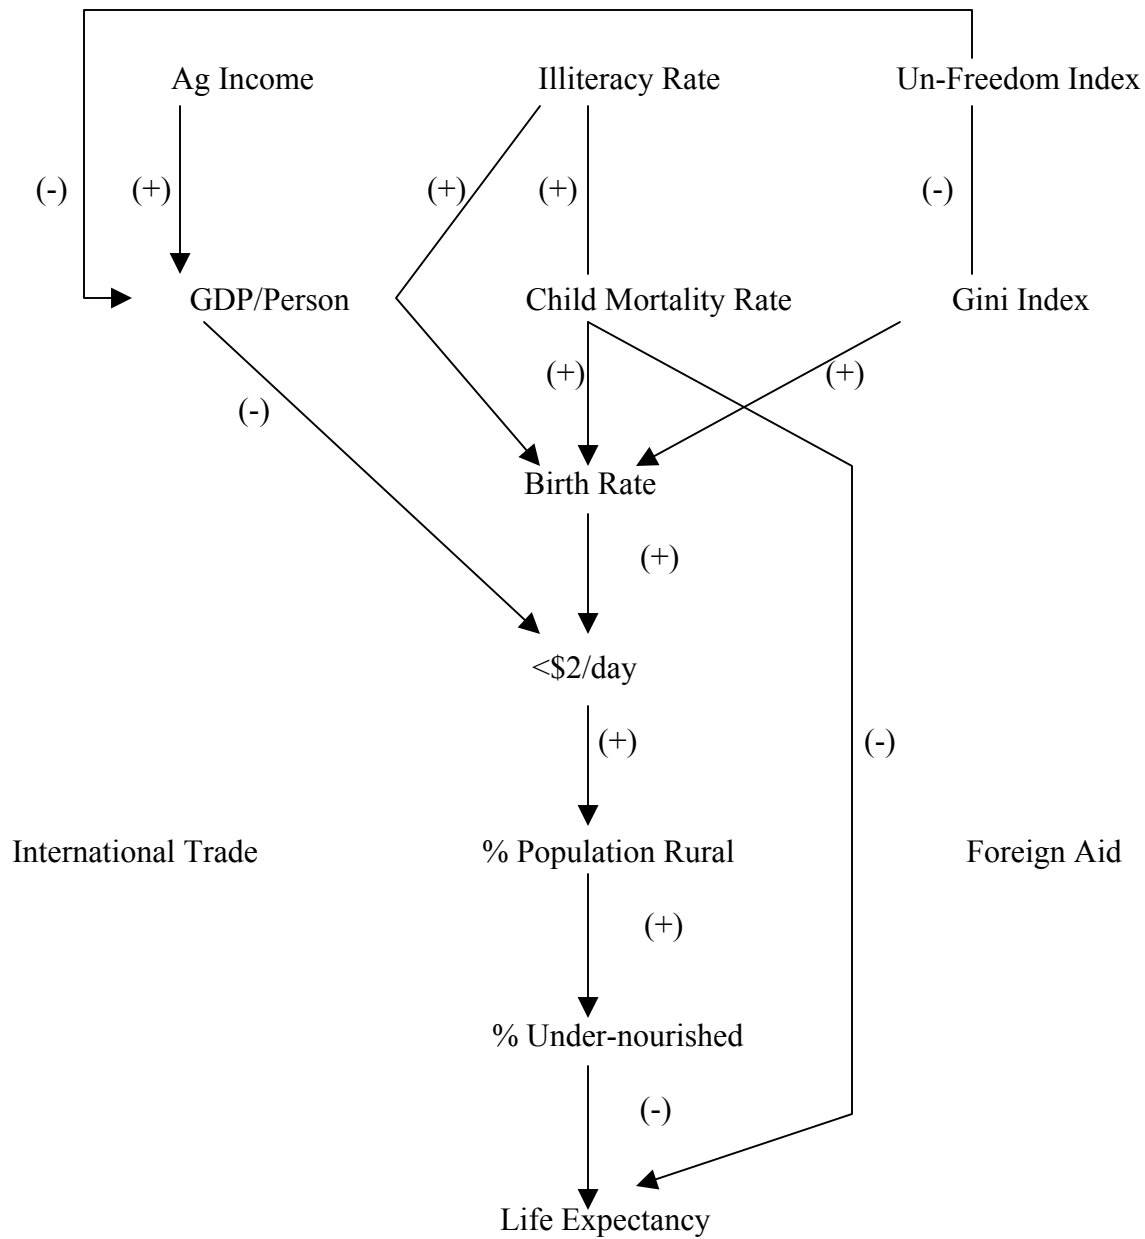 Ag Income
Illiteracy Rate
Un-Freedom Index
(-)
(+)
(+)
(+)
(-)
GDP/Person
Child Mortality Rate
Gini Index
(+)
(+)
(-)
Birth Rate
(+)
<$2/day
(+)
(-)
International Trade
% Population Rural
Foreign Aid
(+)
% Under-nourished
(-)
Life Expectancy